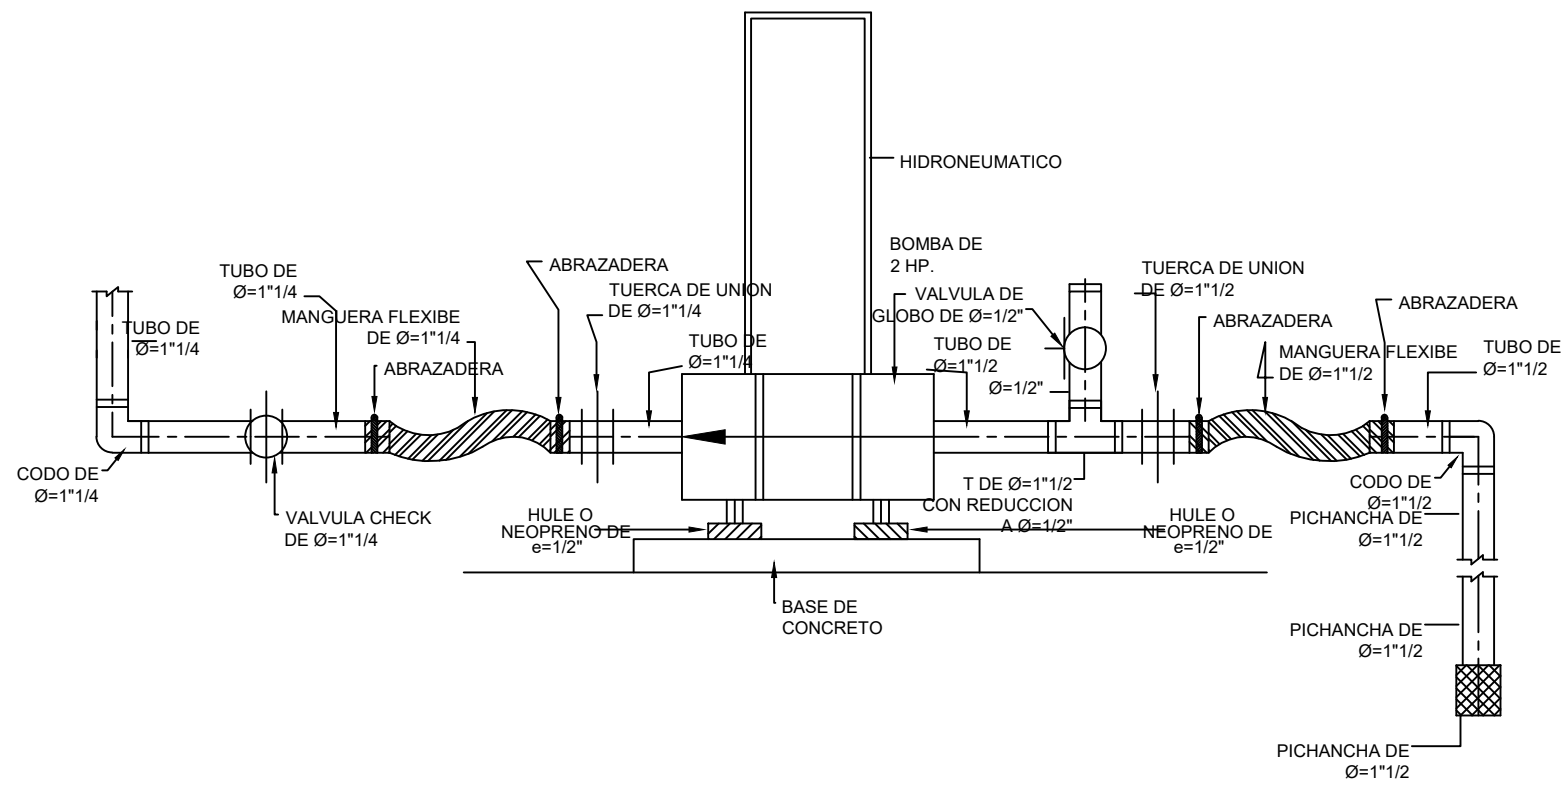 HIDRONEUMATICO
BOMBA DE
2 HP.
TUBO DE
Ø=1"1/4
ABRAZADERA
TUERCA DE UNION
DE Ø=1"1/4
VALVULA DE
GLOBO DE Ø=1/2"
TUERCA DE UNION
DE Ø=1"1/2
ABRAZADERA
TUBO DE
Ø=1"1/4
MANGUERA FLEXIBE
DE Ø=1"1/4
ABRAZADERA
TUBO DE
Ø=1"1/4
TUBO DE
Ø=1"1/2
Ø=1/2"
ABRAZADERA
MANGUERA FLEXIBE
DE Ø=1"1/2
TUBO DE
Ø=1"1/2
CODO DE
Ø=1"1/4
VALVULA CHECK
DE Ø=1"1/4
HULE O
NEOPRENO DE
e=1/2"
T DE Ø=1"1/2
CON REDUCCION
A Ø=1/2"
HULE O
NEOPRENO DE
e=1/2"
CODO DE
Ø=1"1/2
PICHANCHA DE
Ø=1"1/2
BASE DE
CONCRETO
PICHANCHA DE
Ø=1"1/2
PICHANCHA DE
Ø=1"1/2